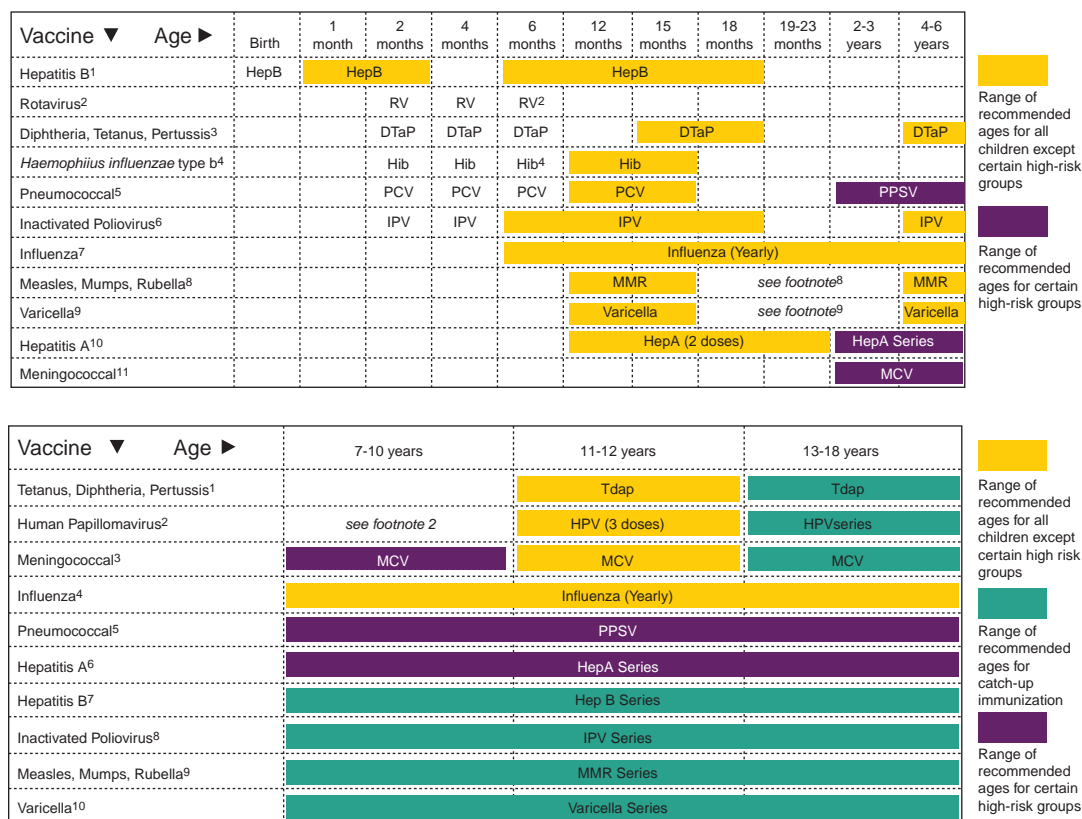 Vaccine ▼ Age ►
Birth
1 month
2 months
4 months
6 months
12 months
15 months
18 months
19-23 months
2-3 years
4-6 years
Hepatitis B1 HepB HepB HepB
Rotavirus2 RV RV RV2
Diphtheria, Tetanus, Pertussis3 DTaP DTaP DTaP DTaP DTaP
Haemophiius influenzae type b4 Hib Hib Hib4 Hib
Pneumococcal5 PCV PCV PCV PCV PPSV
Inactivated Poliovirus6 IPV IPV IPV IPV
Influenza7 Influenza (Yearly)
Measles, Mumps, Rubella8 MMR see footnote8 MMR
Varicella9 Varicella see footnote9 Varicella
Hepatitis A10 HepA (2 doses) HepA Series
Meningococcal11 MCV
Range of
recommended
ages for all
children except
certain high-risk
groups
Range of
recommended
ages for certain
high-risk groups
Vaccine ▼ Age ►
7-10 years
11-12 years
13-18 years
Tetanus, Diphtheria, Pertussis1 Tdap Tdap
Human Papillomavirus2 see footnote 2 HPV (3 doses) HPVseries
Meningococcal3 MCV MCV MCV
Influenza4 Influenza (Yearly)
Pneumococcal5 PPSV
Hepatitis A6 HepA Series
Hepatitis B7 Hep B Series
Inactivated Poliovirus8 IPV Series
Measles, Mumps, Rubella9 MMR Series
Varicella10 Varicella Series
Range of
recommended
ages for all
children except
certain high risk
groups
Range of
recommended
ages for
catch-up
immunization
Range of
recommended
ages for certain
high-risk groups